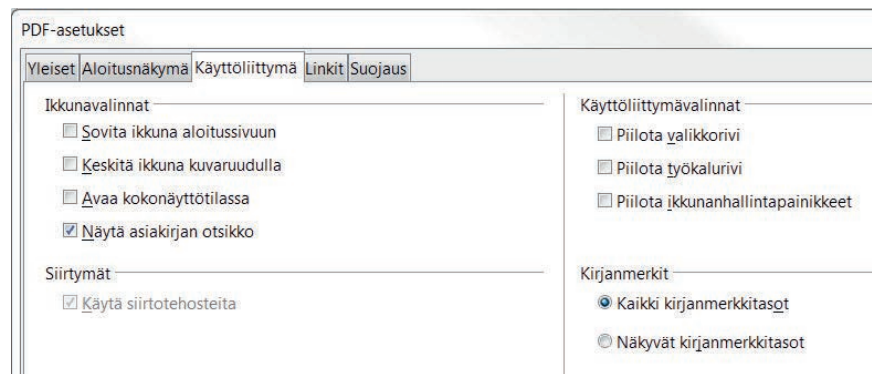 PDF-asetukset
Yleiset Aloitusnäkymä Käyttöliittymä Linkit Suojaus
Ikkunavalinnat
Sovita ikkuna aloitussivuun
Keskitä ikkuna kuvaruudulla
Avaa kokonäyttötilassa
Näytä asiakirjan otsikko
Käyttöliittymävalinnat
Piilota valikkorivi
Piilota työkalurivi
Piilota ikkunanhallintapainikkeet
Siirtymät
Käytä siirtotehosteita
Kirjanmerkit
Kaikki kirjanmerkkitasot
Näkyvät kirjanmerkkitasot